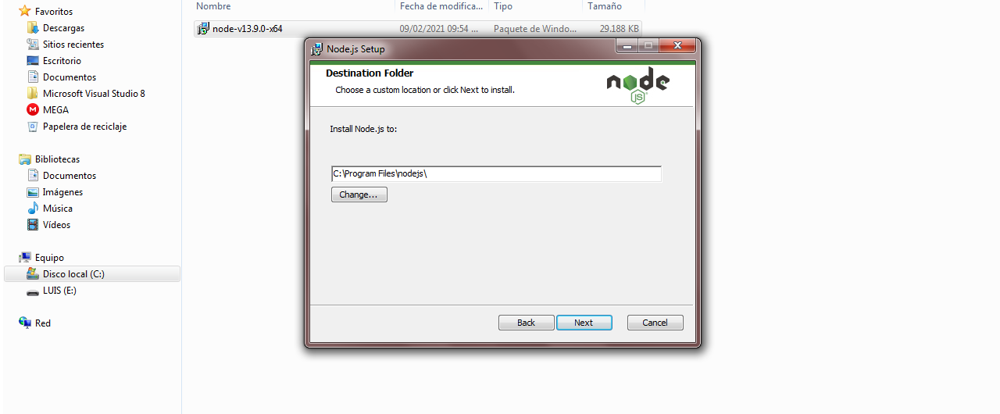 Nombre Fecha de modifica... Tipo Tamaño
Favoritos
Descargas
Sitios recientes
Escritorio
Documentos
Microsoft Visual Studio 8
MEGA
Papelera de reciclaje
Bibliotecas
Documentos
Imágenes
Música
Vídeos
Equipo
Disco local (C:)
LUIS (E:)
Red
node-v13.9.0-x64 09/02/2021 09:54 ... Paquete de Windo... 29.188 KB
Node.js Setup
Destination Folder
Choose a custom location or click Next to install.
node
JS
Install Node.js to:
C:\Program Files\nodejs\
Change...
Back Next Cancel